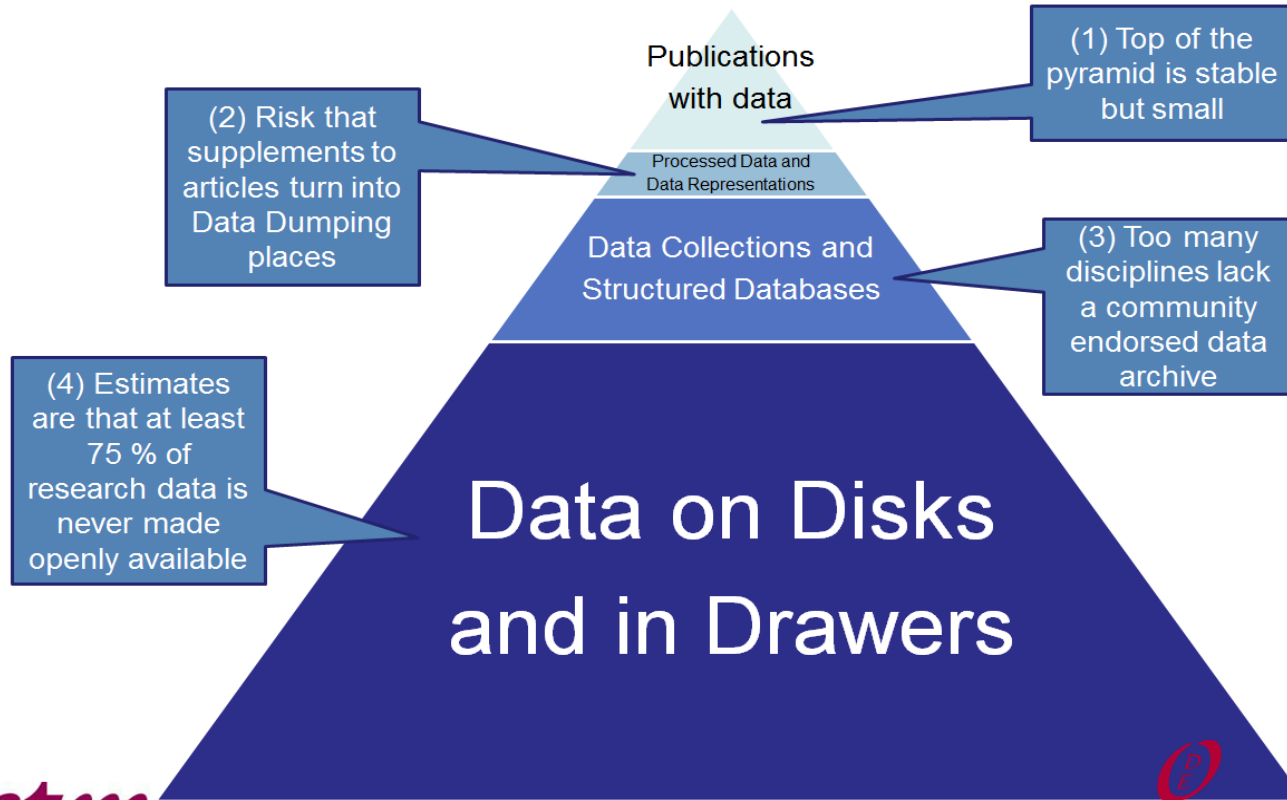 Publications
with data
(1) Top of the
pyramid is stable
but small
(2) Risk that
supplements to
articles turn into
Data Dumping
places
Processed Data and
Data Representations
Data Collections and
Structured Databases
(3) Too many
disciplines lack
a community
endorsed data
archive
(4) Estimates
are that at least
75 % of
research data is
never made
openly available
Data on Disks
and in Drawers
ODE